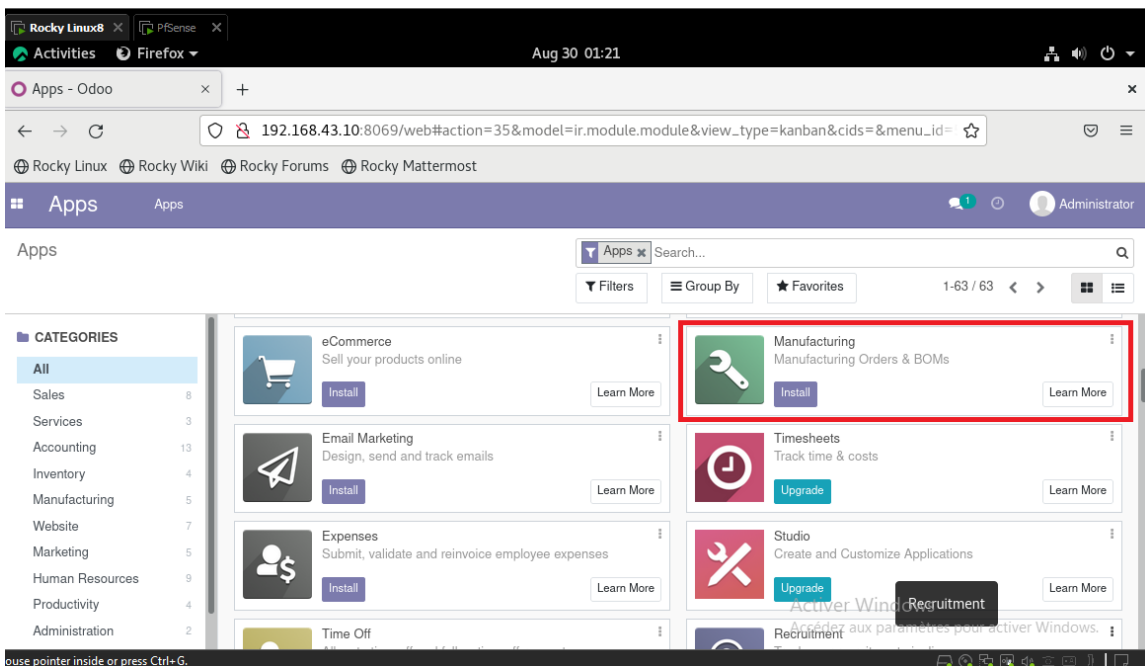 Rocky Linux8 PfSense
Activities Firefox Aug 30 01:21
Apps - Odoo
192.168.43.10:8069/web#action=35&model=ir.module.module&view_type=kanban&cids=&menu_id=
Rocky Linux Rocky Wiki Rocky Forums Rocky Mattermost
Apps Apps 1 Administrator
Apps Apps Search...
Filters Group By Favorites 1-63 / 63
CATEGORIES
All
Sales 8
Services 3
Accounting 13
Inventory 4
Manufacturing 5
Website 7
Marketing 5
Human Resources 9
Productivity 4
Administration 2
eCommerce
Sell your products online
Install Learn More
Manufacturing
Manufacturing Orders & BOMs
Install Learn More
Email Marketing
Design, send and track emails
Install Learn More
Timesheets
Track time & costs
Upgrade Learn More
Expenses
Submit, validate and reinvoice employee expenses
Install Learn More
Studio
Create and Customize Applications
Upgrade Learn More
Time Off
Recruitment
Recruitment
Activer Windows
Accédez aux paramètres pour activer Windows.
ouse pointer inside or press Ctrl+G.